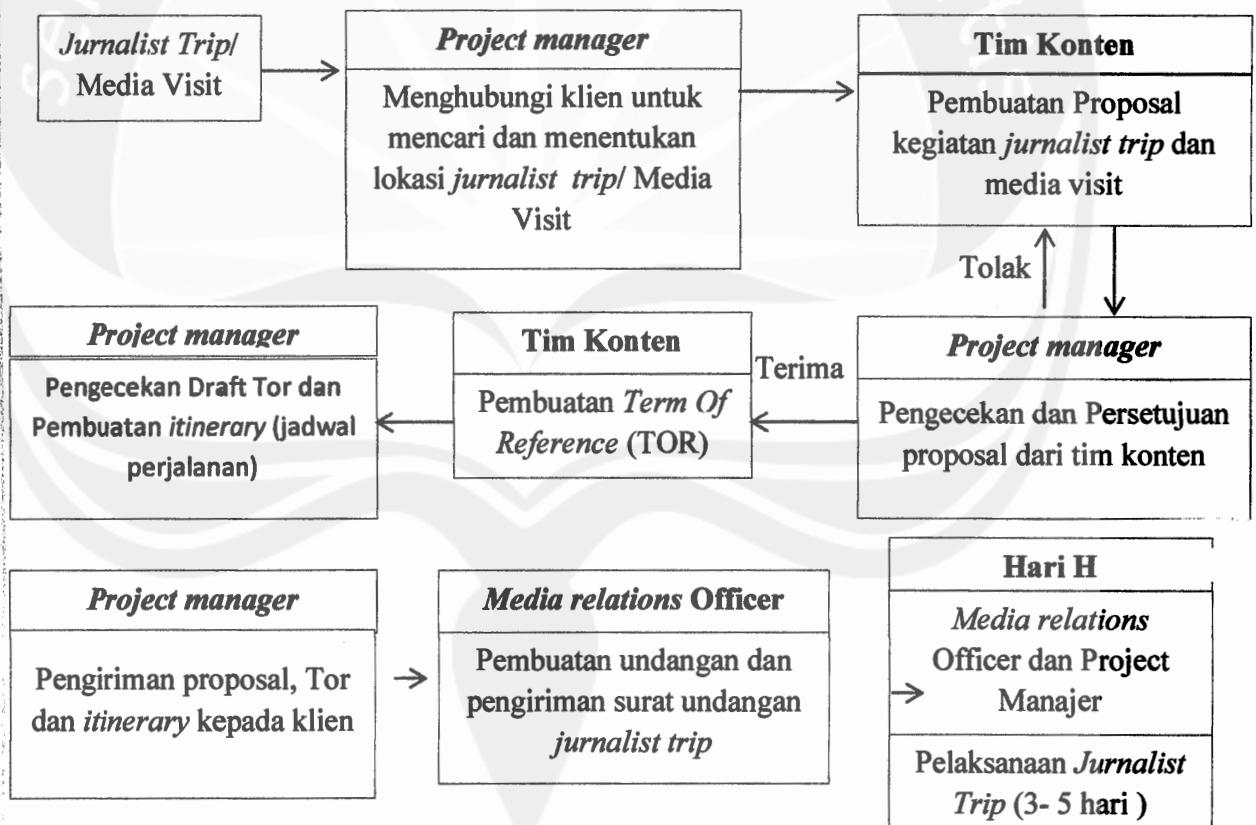 Jurnalist Trip/
Media Visit
Project manager
Menghubungi klien untuk
mencari dan menentukan
lokasi jurnalist trip/ Media
Visit
Tim Konten
Pembuatan Proposal
kegiatan jurnalist trip dan
media visit
Tolak
Project manager
Pengecekan dan Persetujuan
proposal dari tim konten
Terima
Tim Konten
Pembuatan Term Of
Reference (TOR)
Project manager
Pengecekan Draft Tor dan
Pembuatan itinerary (jadwal
perjalanan)
Project manager
Pengiriman proposal, Tor
dan itinerary kepada klien
Media relations Officer
Pembuatan undangan dan
pengiriman surat undangan
jurnalist trip
Hari H
Media relations
Officer dan Project
Manajer
Pelaksanaan Jurnalist
Trip (3- 5 hari )